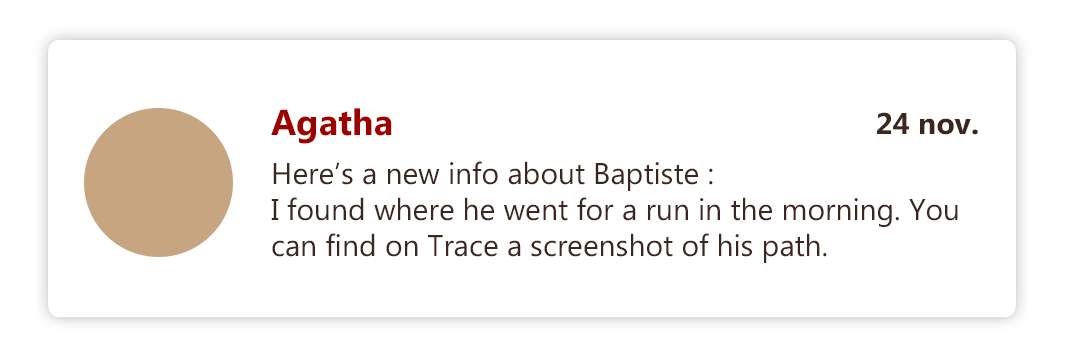 Agatha
24 nov.
Here’s a new info about Baptiste :
I found where he went for a run in the morning. You
can find on Trace a screenshot of his path.